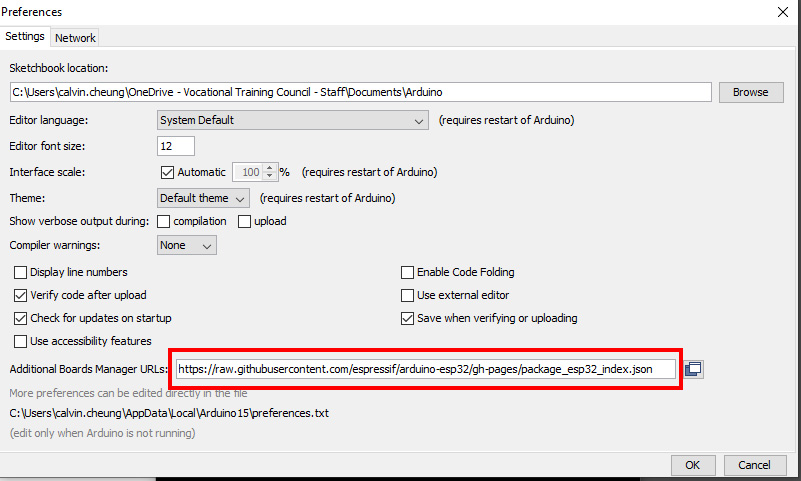 Preferences
Settings Network
Sketchbook location:
C:\Users\calvin.cheung\OneDrive - Vocational Training Council - Staff\Documents\Arduino Browse
Editor language: System Default (requires restart of Arduino)
Editor font size: 12
Interface scale: Automatic 100 % (requires restart of Arduino)
Theme: Default theme (requires restart of Arduino)
Show verbose output during: compilation upload
Compiler warnings: None
Display line numbers Enable Code Folding
Verify code after upload Use external editor
Check for updates on startup Save when verifying or uploading
Use accessibility features
Additional Boards Manager URLs: https://raw.githubusercontent.com/espressif/arduino-esp32/gh-pages/package_esp32_index.json
More preferences can be edited directly in the file
C:\Users\calvin.cheung\AppData\Local\Arduino15\preferences.txt
(edit only when Arduino is not running)
OK Cancel